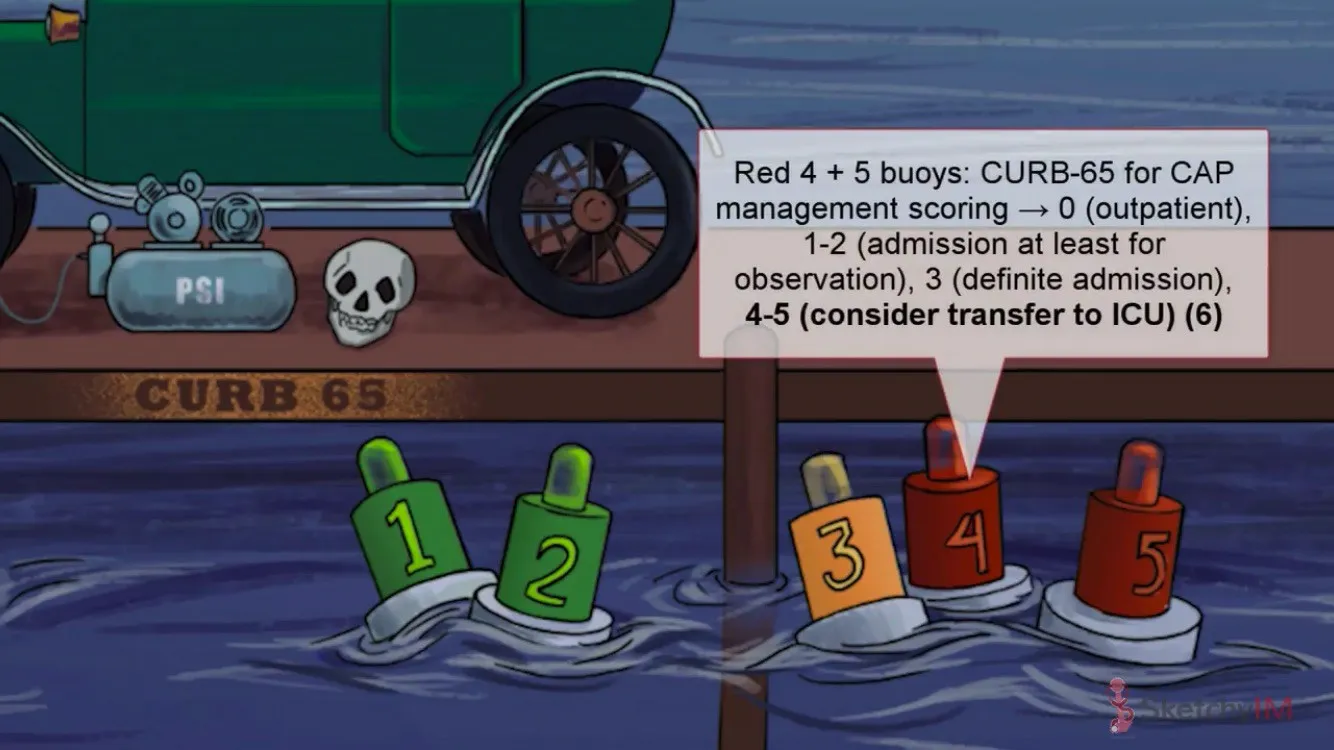 Red 4 + 5 buoys: CURB-65 for CAP
management scoring → 0 (outpatient),
1-2 (admission at least for
observation), 3 (definite admission),
4-5 (consider transfer to ICU) (6)
PSI
CURB 65
1
2
3
4
5
SketchyIM